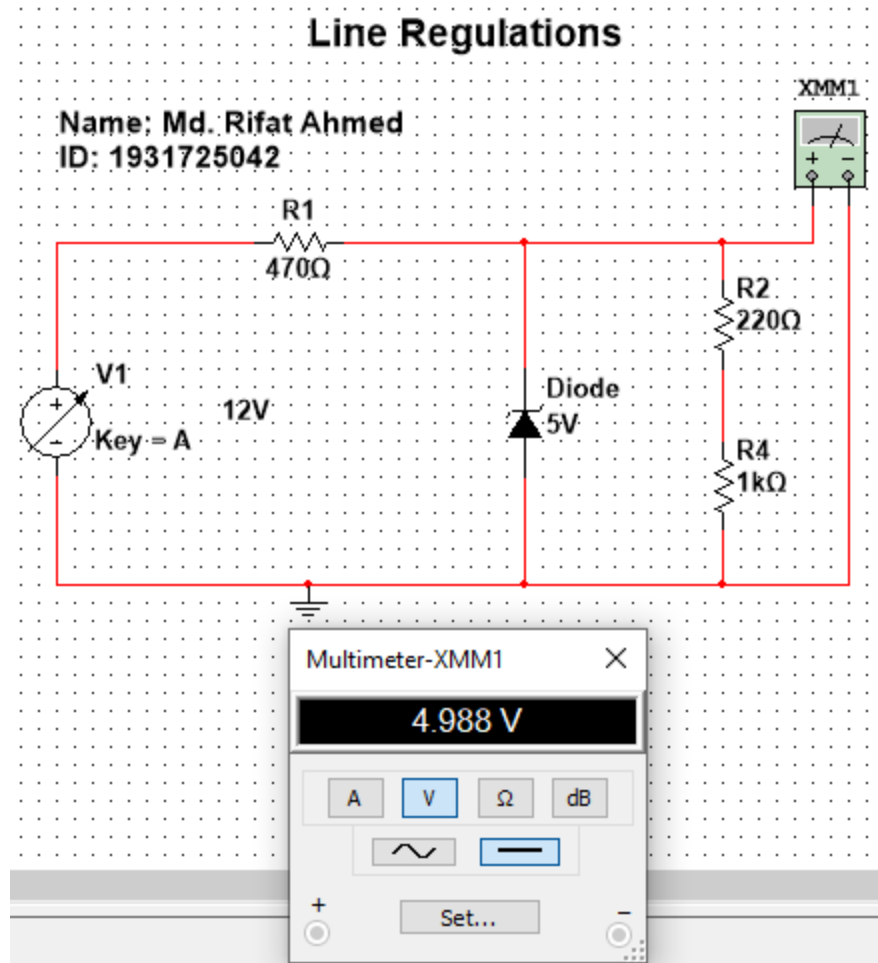 Line Regulations
XMM1
Name: Md. Rifat Ahmed
ID: 1931725042
+ -
R1
470Ω
R2
220Ω
V1
+
-
12V
Key = A
Diode
5V
R4
1kΩ
Multimeter-XMM1
4.988 V
A V Ω dB
+ Set... -